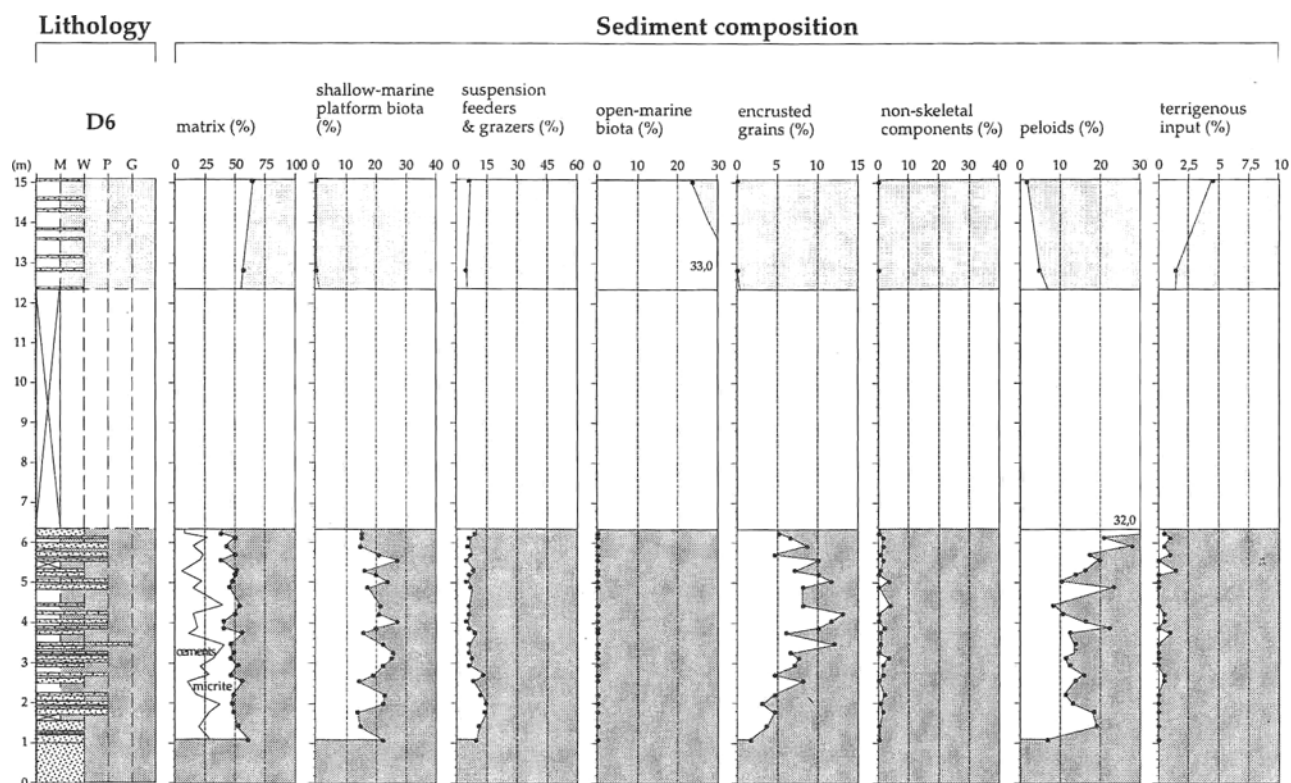 Lithology
Sediment composition
D6
matrix (%)
shallow-marine
platform biota
(%)
suspension
feeders
& grazers (%)
open-marine
biota (%)
encrusted
grains (%)
non-skeletal
components (%)
peloids (%)
terrigenous
input (%)
(m) M W P G
0 25 50 75 100
0 10 20 30 40
0 15 30 45 60
0 10 20 30
0 5 10 15
0 10 20 30 40
0 10 20 30
0 2,5 5 7,5 10
15
14
13
33,0
12
11
10
9
8
7
32,0
6
5
4
cements
3
micrite
2
1
0